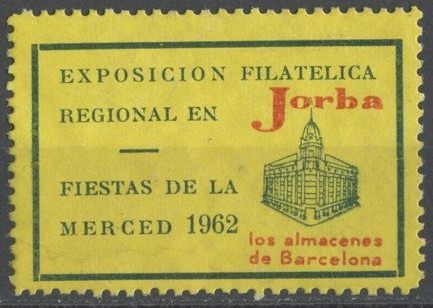 EXPOSICION FILATELICA
REGIONAL EN Jorba
FIESTAS DE LA
MERCED 1962
los almacenes
de Barcelona